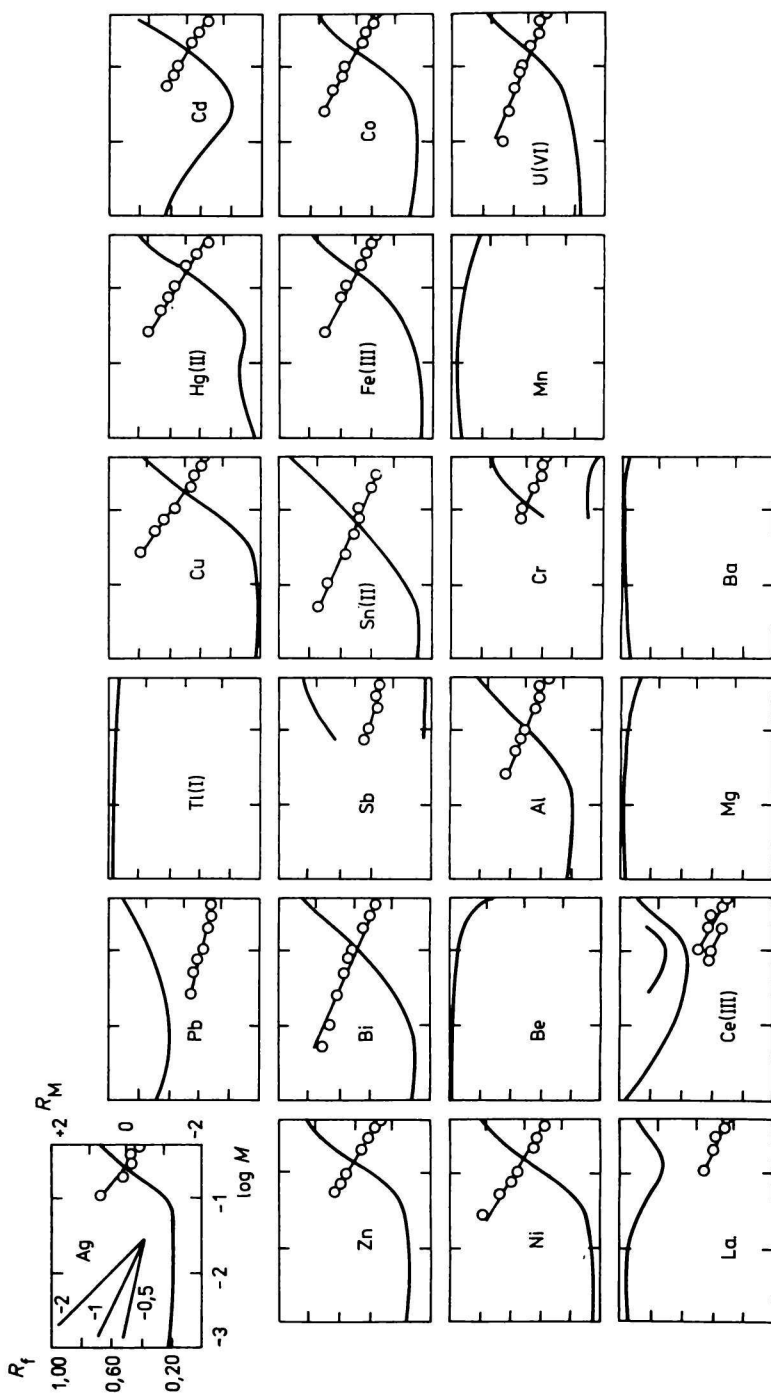 R_f
R_M
1,00
0,60
0,20
+2
0
-2
Ag
-2
-1
-0,5
-3
-2
-1
log M
Pb
Tl(I)
Cu
Hg(II)
Cd
Zn
Bi
Sb
Sn(II)
Fe(III)
Co
Ni
Be
Al
Cr
Mn
U(VI)
La
Ce(III)
Mg
Ba